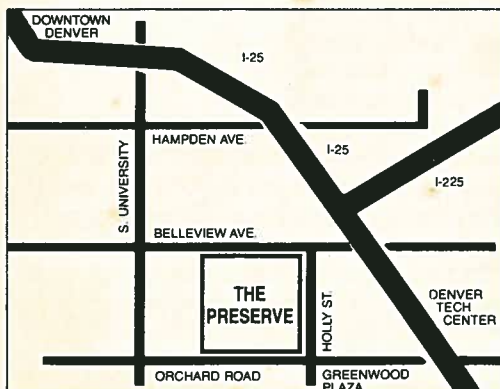 DOWNTOWN
DENVER
I-25
HAMPDEN AVE.
I-25
I-225
S. UNIVERSITY
BELLEVIEW AVE.
THE
PRESERVE
HOLLY ST.
DENVER
TECH
CENTER
ORCHARD ROAD
GREENWOOD
PLAZA